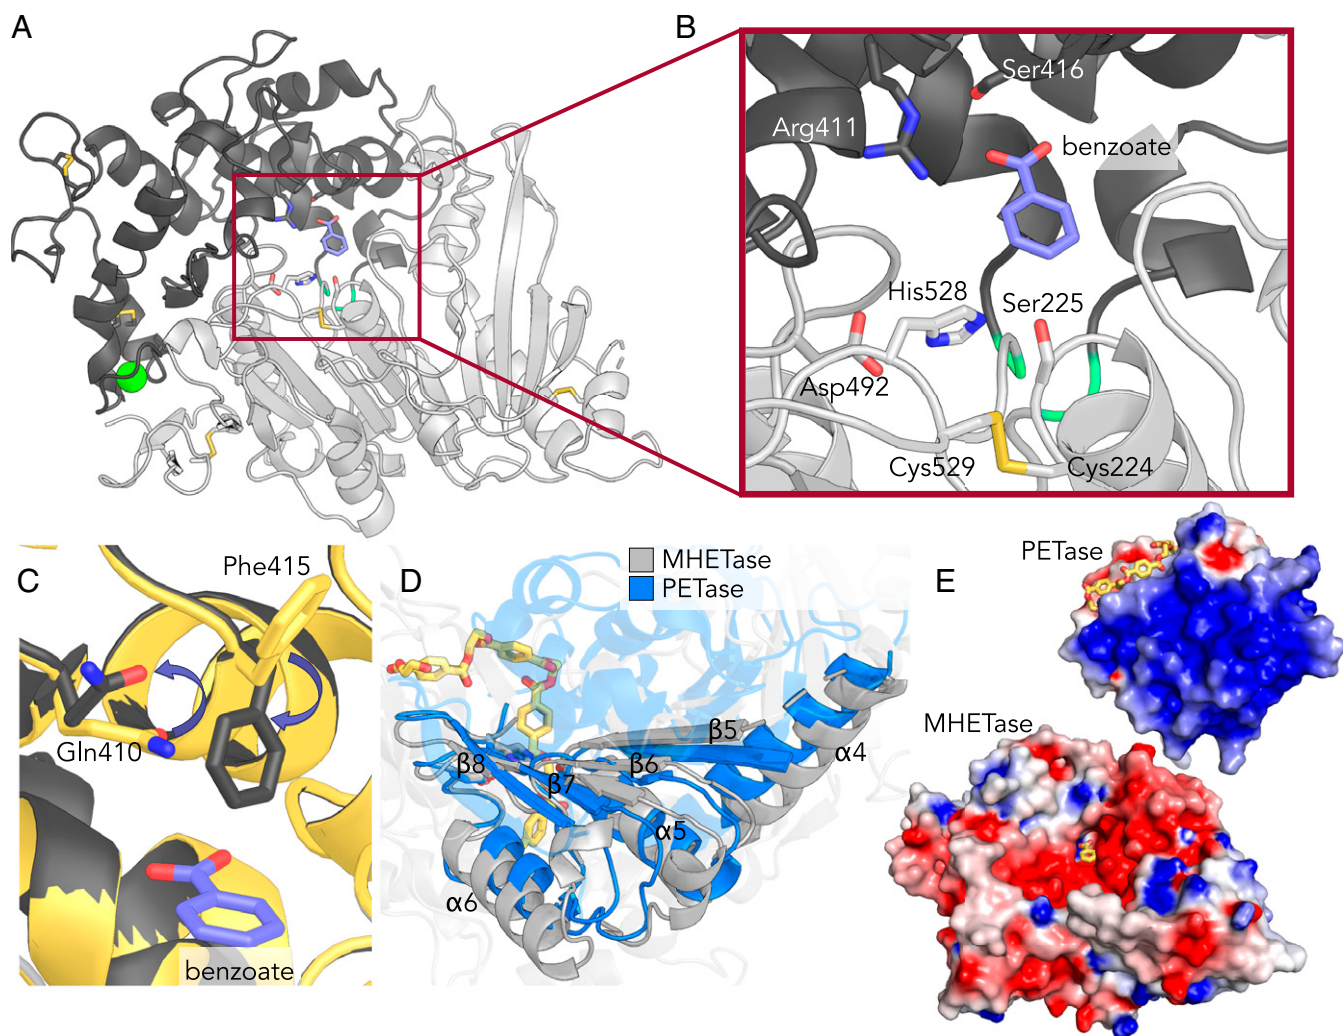 A
B
Ser416
Arg411
benzoate
His528
Ser225
Asp492
Cys529
Cys224
C
Phe415
Gln410
benzoate
D
MHETase
PETase
β5
β8
β6
α4
β7
α5
α6
E
PETase
MHETase